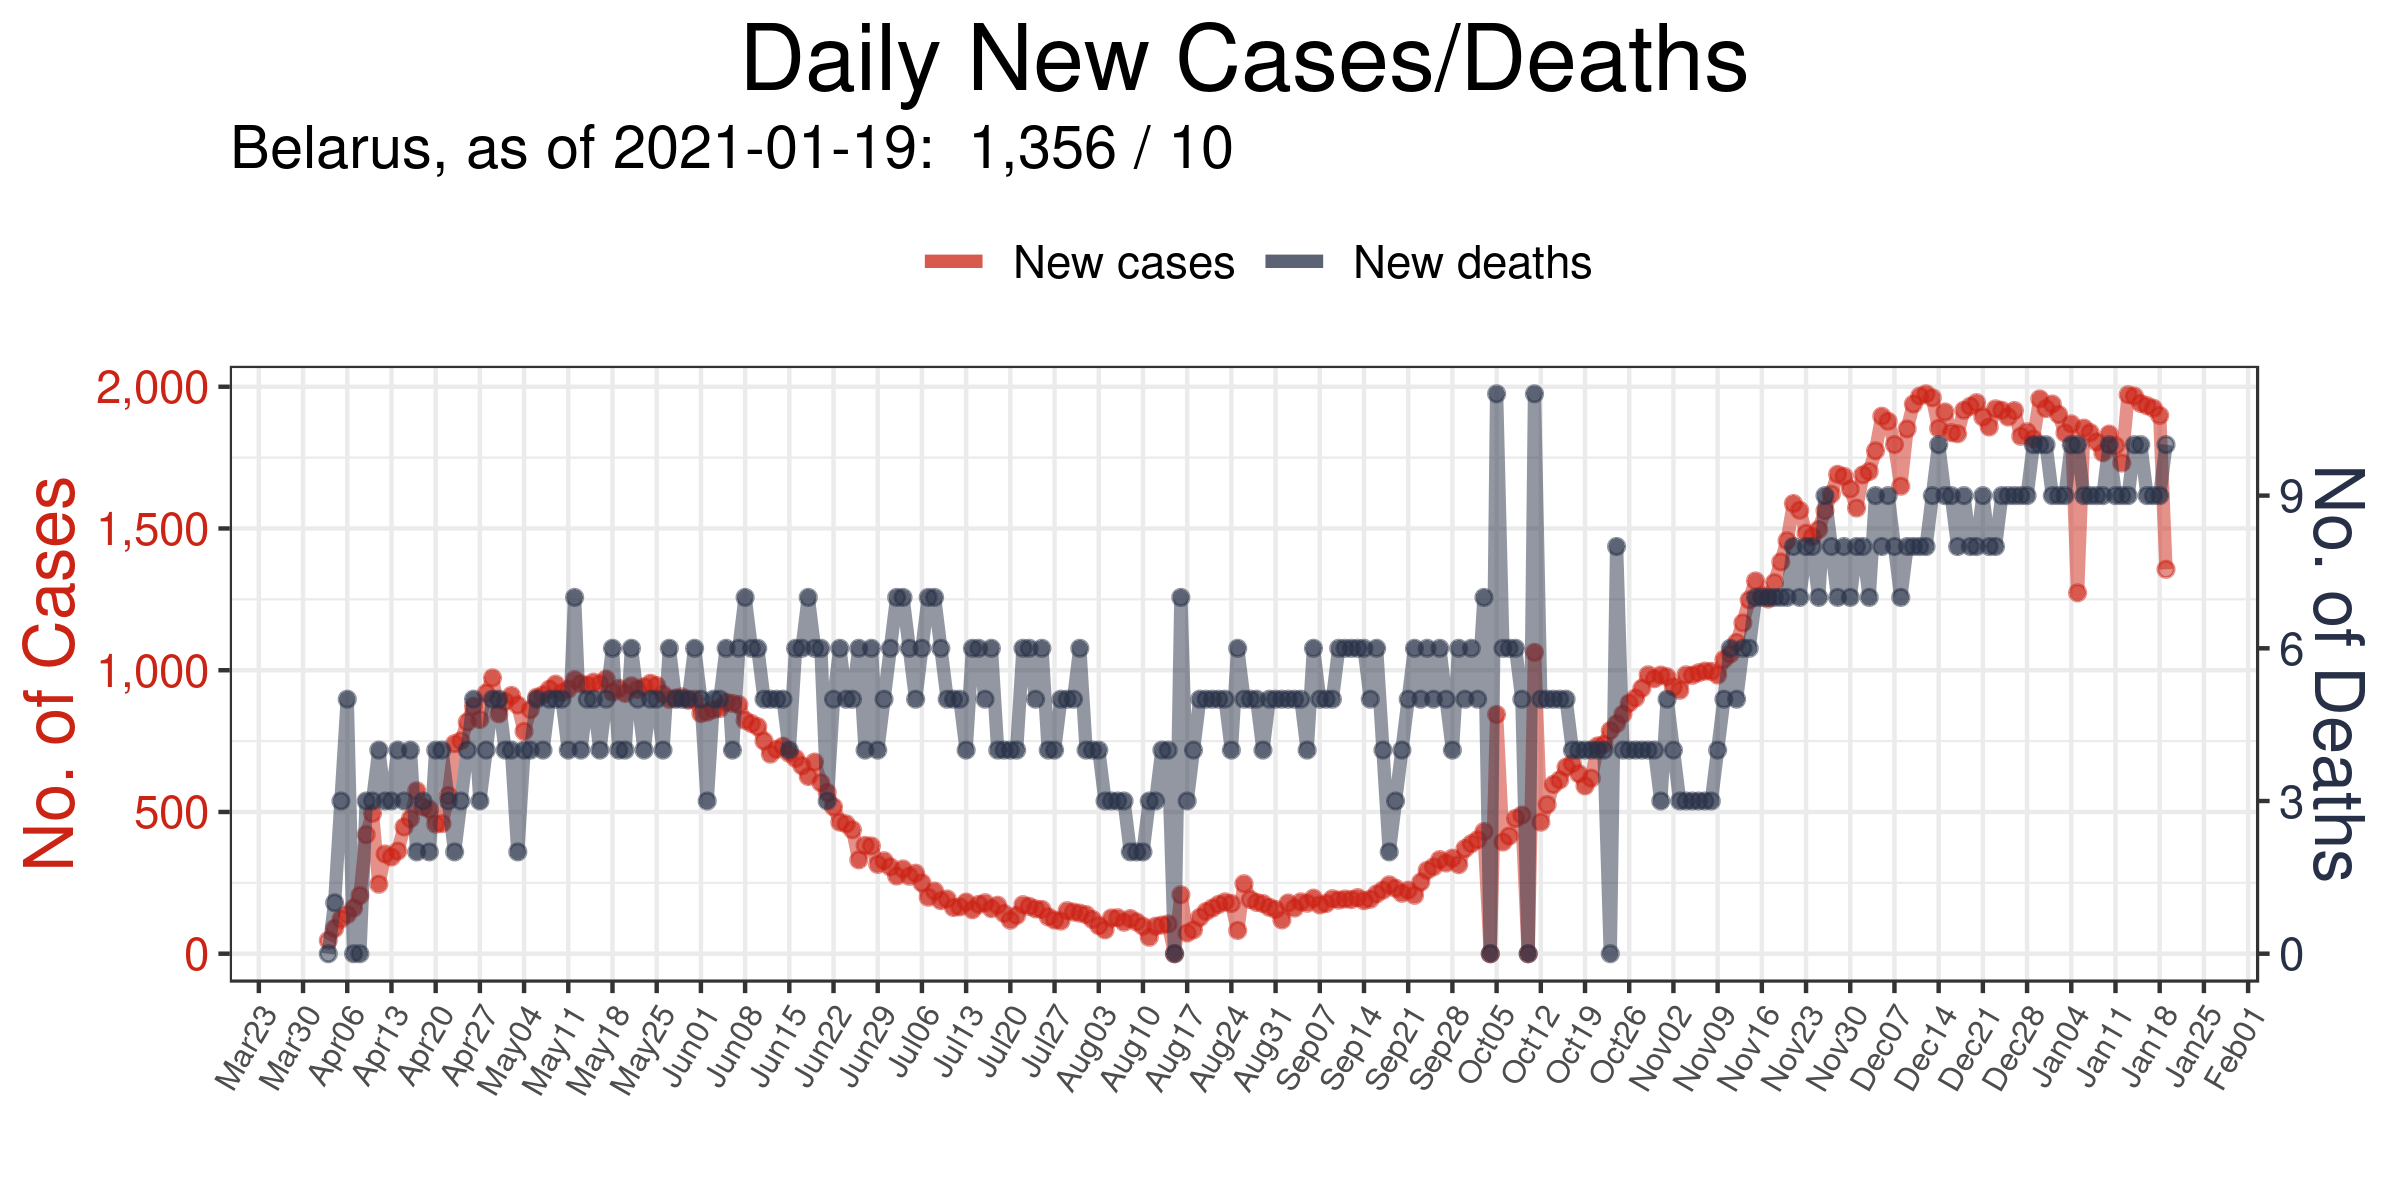 Daily New Cases/Deaths
Belarus, as of 2021-01-19:  1,356 / 10
New cases
New deaths
No. of Cases
2,000
1,500
1,000
500
0
9
6
3
0
No. of Deaths
Mar23 Mar30 Apr06 Apr13 Apr20 Apr27 May04 May11 May18 May25 Jun01 Jun08 Jun15 Jun22 Jun29 Jul06 Jul13 Jul20 Jul27 Aug03 Aug10 Aug17 Aug24 Aug31 Sep07 Sep14 Sep21 Sep28 Oct05 Oct12 Oct19 Oct26 Nov02 Nov09 Nov16 Nov23 Nov30 Dec07 Dec14 Dec21 Dec28 Jan04 Jan11 Jan18 Jan25 Feb01